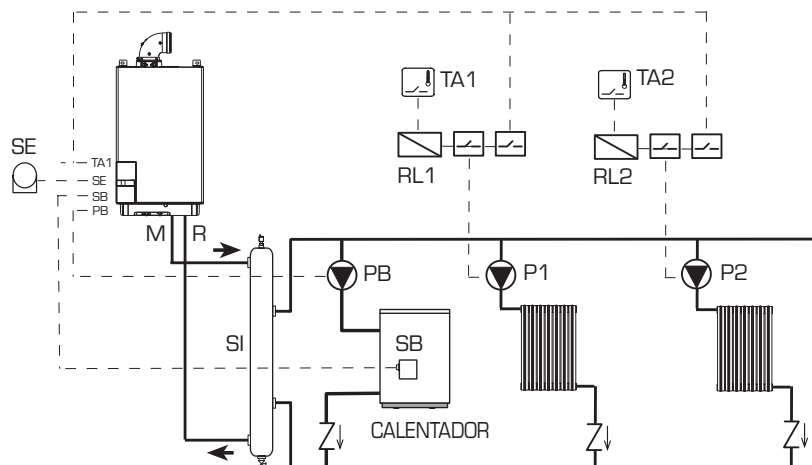 TA1
TA2
SE
TA1
SE
SB
PB
RL1
RL2
M
R
PB
P1
P2
SI
SB
CALENTADOR